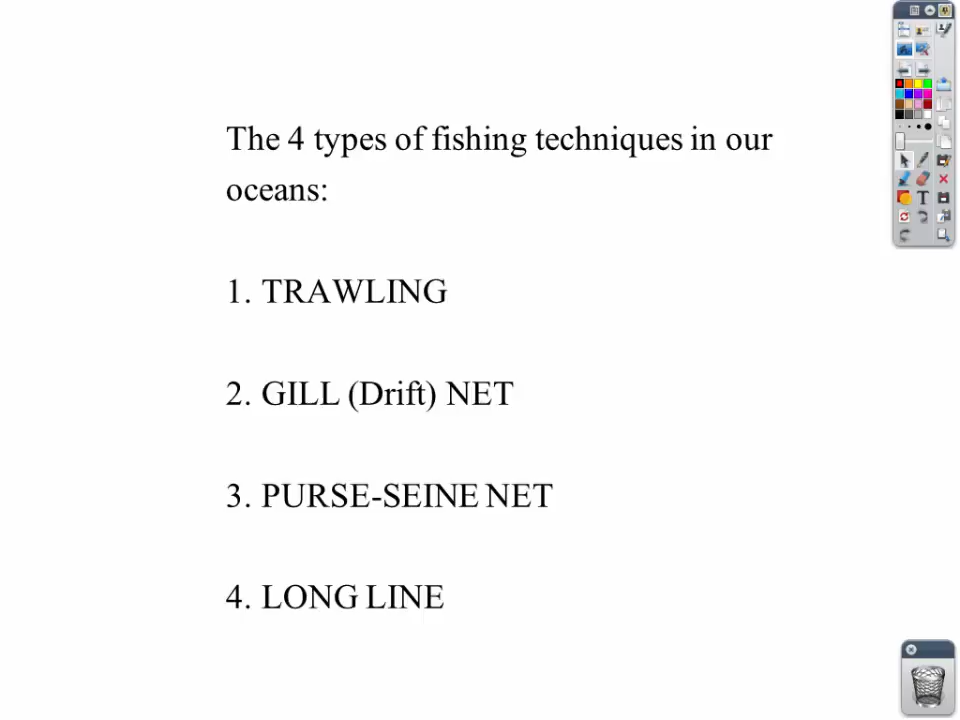 The 4 types of fishing techniques in our
oceans:
1. TRAWLING
2. GILL (Drift) NET
3. PURSE-SEINE NET
4. LONG LINE